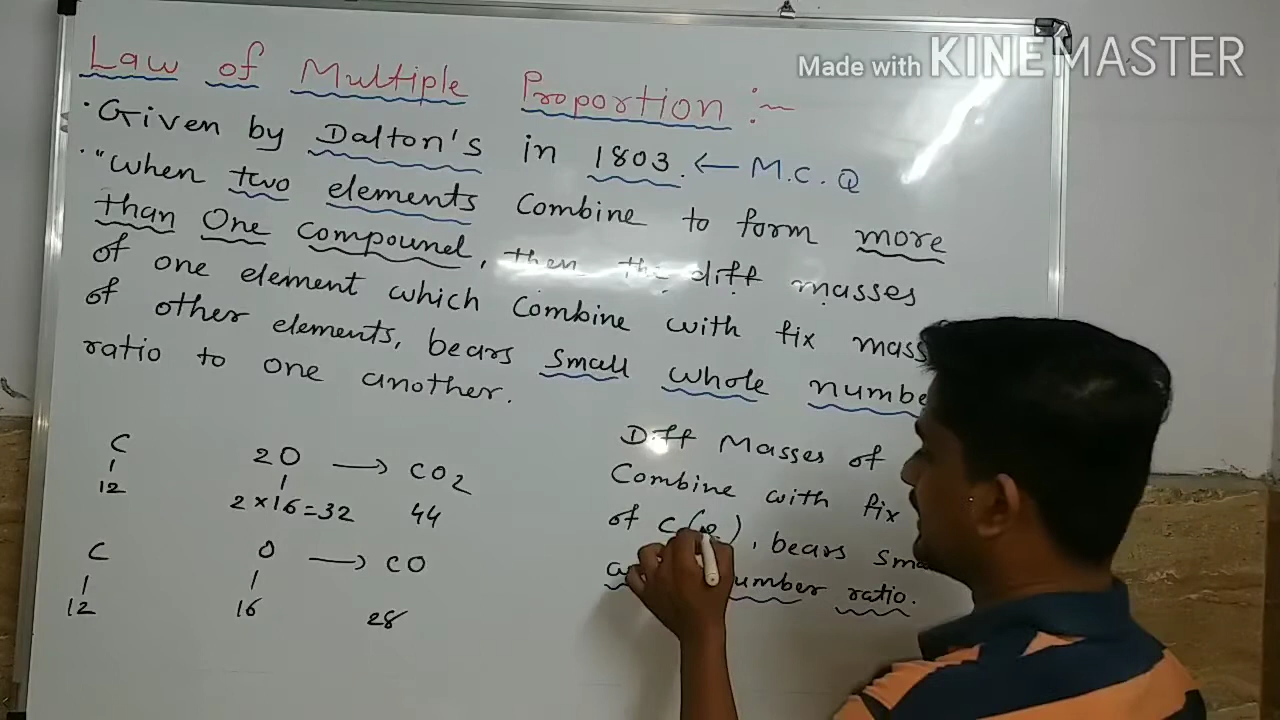 Made with KINEMASTER
Law of Multiple Proportion :-
· Given by Dalton's in 1803. ← M.C.Q
· "When two elements Combine to form more
than One Compound, then the diff masses
of one element which Combine with fix mass
of other elements, bears small whole
ratio to one another.
C 2O → CO2
12 2×16=32 44
C O → CO
12 16 28
Diff Masses of
Combine with fix
of C( ), bears
number ratio.